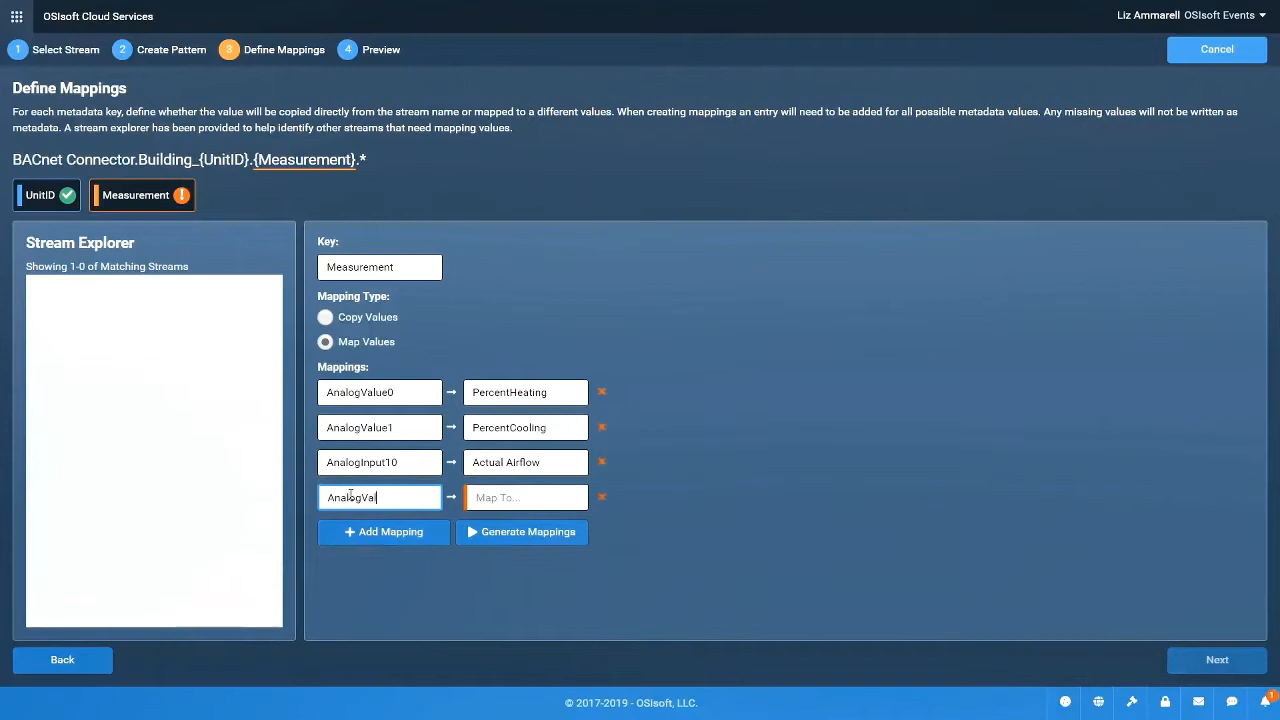 OSIsoft Cloud Services
Liz Ammarell OSIsoft Events
1 Select Stream 2 Create Pattern 3 Define Mappings 4 Preview
Cancel
Define Mappings
For each metadata key, define whether the value will be copied directly from the stream name or mapped to a different values. When creating mappings an entry will need to be added for all possible metadata values. Any missing values will not be written as
metadata. A stream explorer has been provided to help identify other streams that need mapping values.
BACnet Connector.Building_{UnitID}.{Measurement}.*
UnitID Measurement
Stream Explorer
Showing 1-0 of Matching Streams
Key:
Measurement
Mapping Type:
Copy Values
Map Values
Mappings:
AnalogValue0 → PercentHeating
AnalogValue1 → PercentCooling
AnalogInput10 → Actual Airflow
AnalogVal → Map To...
+ Add Mapping Generate Mappings
Back
Next
© 2017-2019 - OSIsoft, LLC.
1